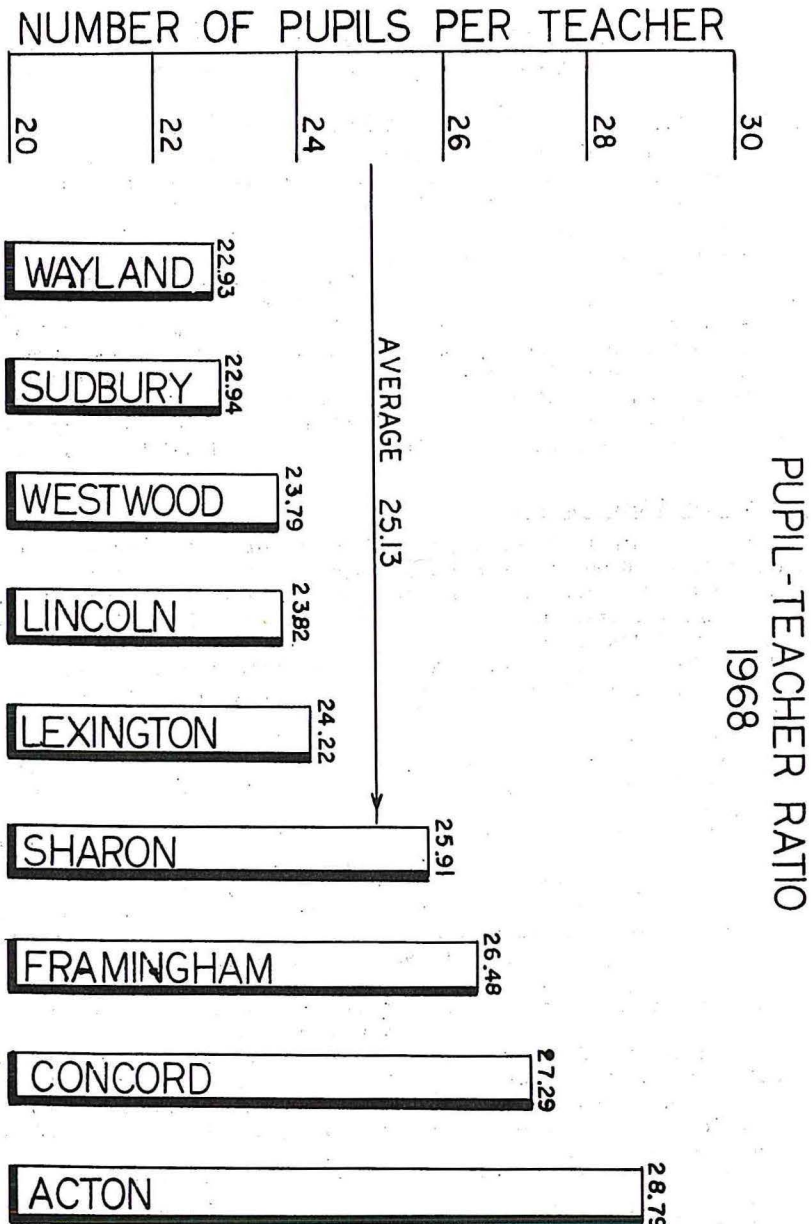 NUMBER OF PUPILS PER TEACHER
20
22
24
26
28
30
PUPIL-TEACHER RATIO
1968
AVERAGE 25.13
WAYLAND
22.93
SUDBURY
22.94
WESTWOOD
23.79
LINCOLN
23.82
LEXINGTON
24.22
SHARON
25.91
FRAMINGHAM
26.48
CONCORD
27.29
ACTON
28.79